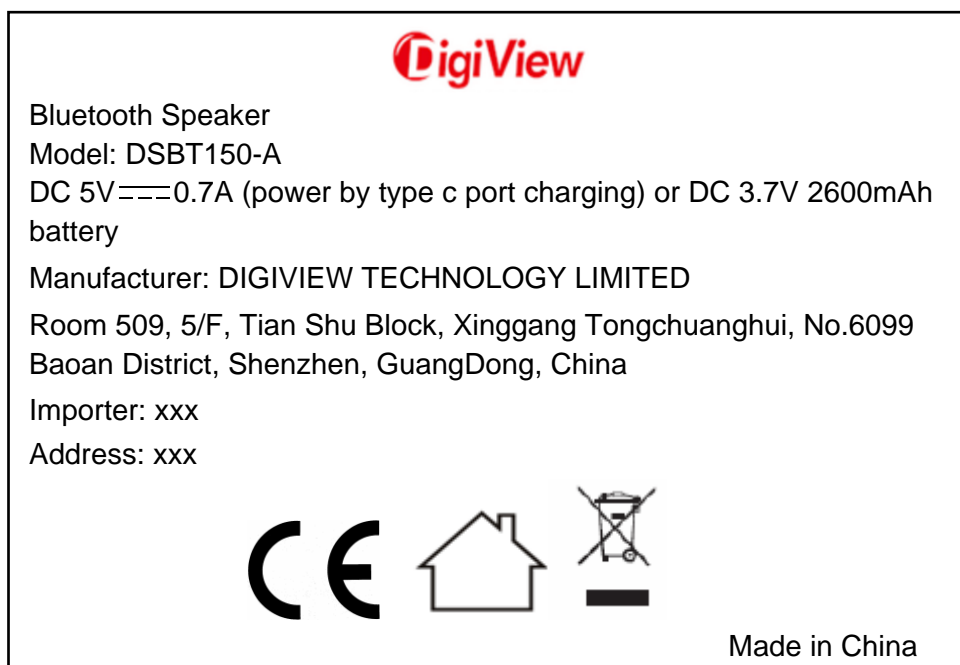 DigiView
Bluetooth Speaker
Model: DSBT150-A
DC 5V⎓0.7A (power by type c port charging) or DC 3.7V 2600mAh
battery
Manufacturer: DIGIVIEW TECHNOLOGY LIMITED
Room 509, 5/F, Tian Shu Block, Xinggang Tongchuanghui, No.6099
Baoan District, Shenzhen, GuangDong, China
Importer: xxx
Address: xxx
CE
Made in China